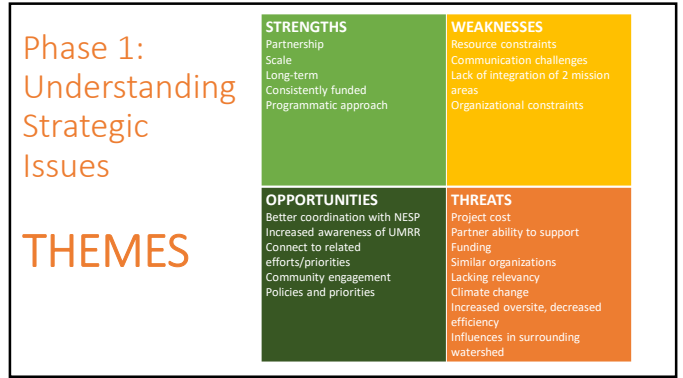 Phase 1:
Understanding
Strategic
Issues
THEMES
STRENGTHS
Partnership
Scale
Long-term
Consistently funded
Programmatic approach
WEAKNESSES
Resource constraints
Communication challenges
Lack of integration of 2 mission
areas
Organizational constraints
OPPORTUNITIES
Better coordination with NESP
Increased awareness of UMRR
Connect to related
efforts/priorities
Community engagement
Policies and priorities
THREATS
Project cost
Partner ability to support
Funding
Similar organizations
Lacking relevancy
Climate change
Increased oversite, decreased
efficiency
Influences in surrounding
watershed